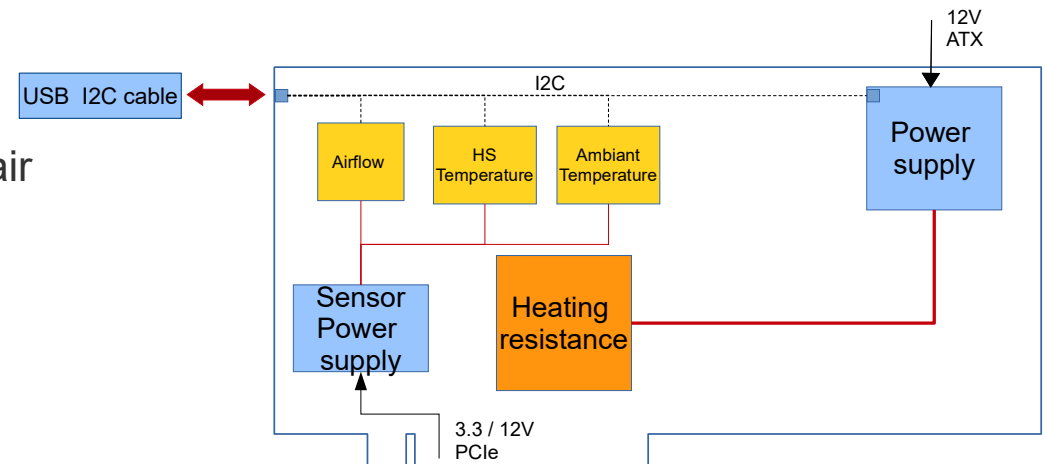 12V
ATX
USB I2C cable
I2C
air
Airflow
HS
Temperature
Ambiant
Temperature
Power
supply
Sensor
Power
supply
Heating
resistance
3.3 / 12V
PCIe